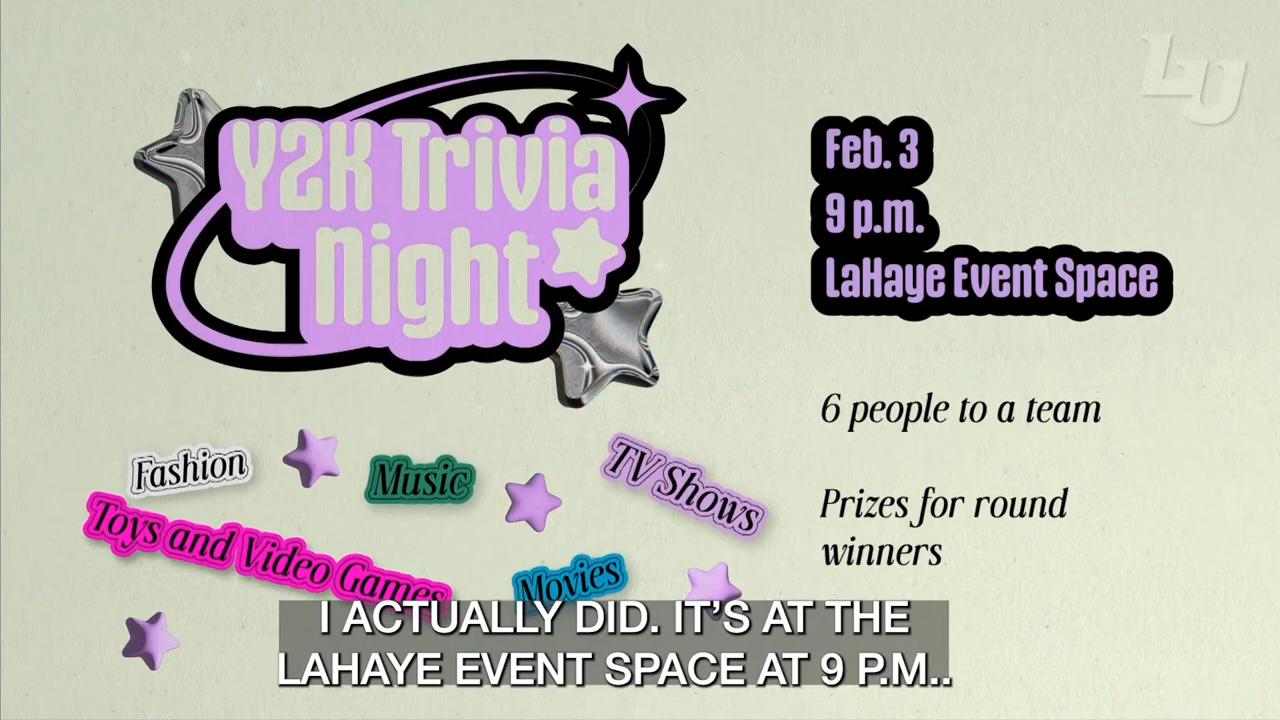 LU
Y2K Trivia
Night
Feb. 3
9 p.m.
LaHaye Event Space
6 people to a team
Prizes for round
winners
Fashion
Music
TV Shows
Toys and Video Games
Movies
I ACTUALLY DID. IT’S AT THE
LAHAYE EVENT SPACE AT 9 P.M..